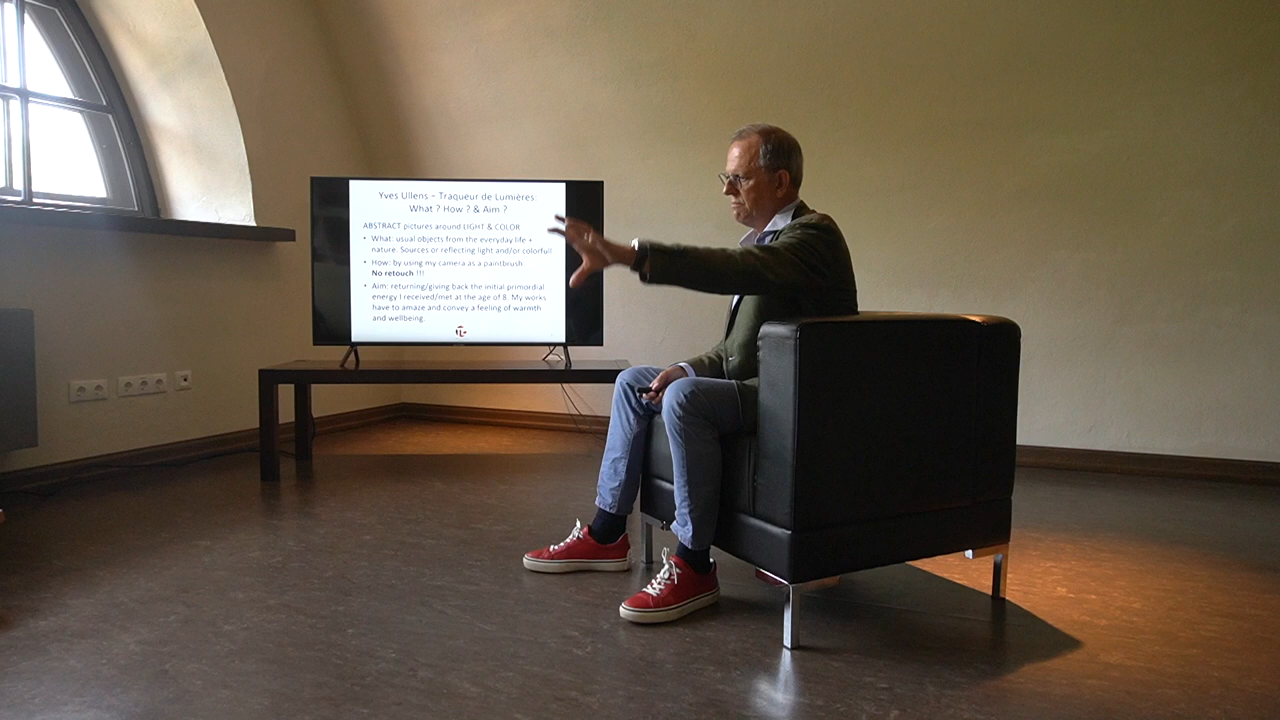 Yves Ullens – Traqueur de Lumières:
What ? How ? & Aim ?
ABSTRACT pictures around LIGHT & COLOR
• What: usual objects from the everyday life +
nature. Sources or reflecting light and/or colorfull
• How: by using my camera as a paintbrush
No retouch !!!
• Aim: returning/giving back the initial primordial
energy I received/met at the age of 8. My works
have to amaze and convey a feeling of warmth
and wellbeing.